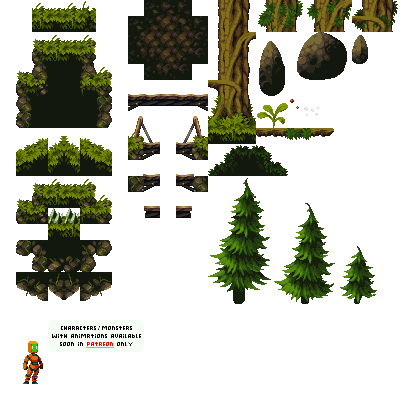 CHARACTERS/MONSTERS
WITH ANIMATIONS AVAILABLE
SOON IN PATREON ONLY